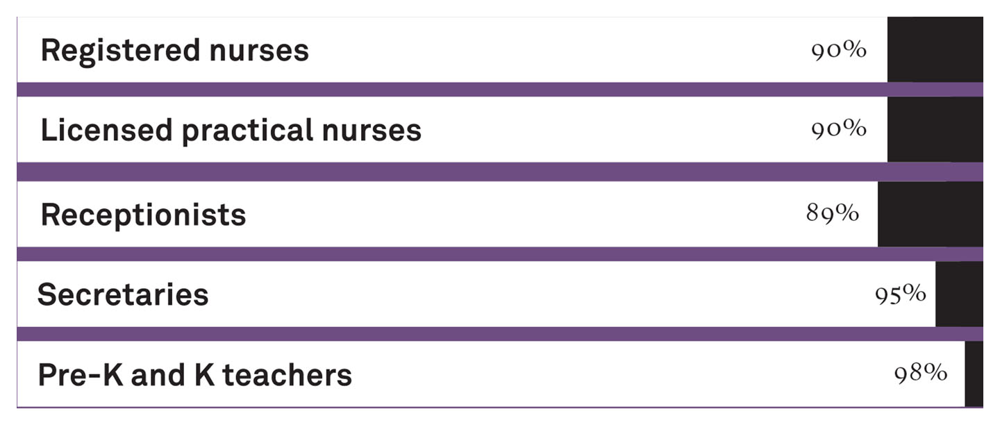 Registered nurses 90%
Licensed practical nurses 90%
Receptionists 89%
Secretaries 95%
Pre-K and K teachers 98%